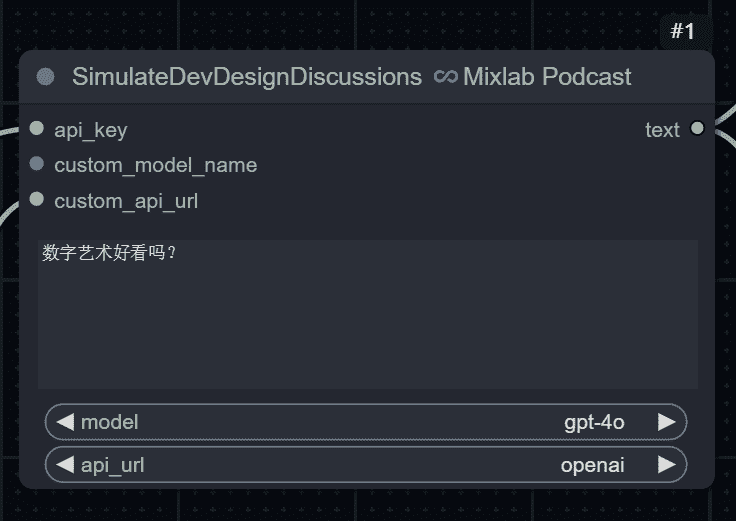 #1
SimulateDevDesignDiscussions ∞ Mixlab Podcast
api_key text
custom_model_name
custom_api_url
数字艺术好看吗?
model gpt-4o
api_url openai